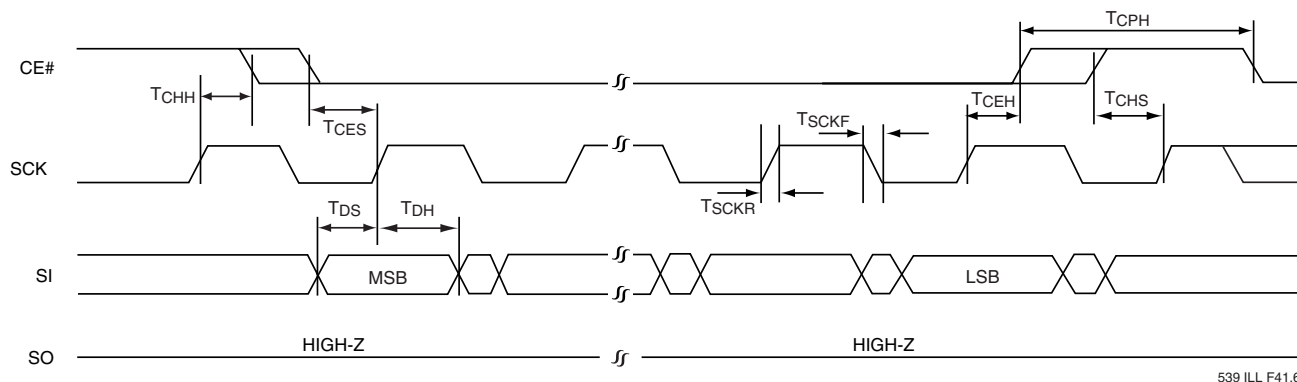 TCPH
CE#
TCHH
TCES
TSCKF
TCEH
TCHS
SCK
TSCKR
TDS
TDH
SI
MSB
LSB
HIGH-Z
HIGH-Z
SO
539 ILL F41.6